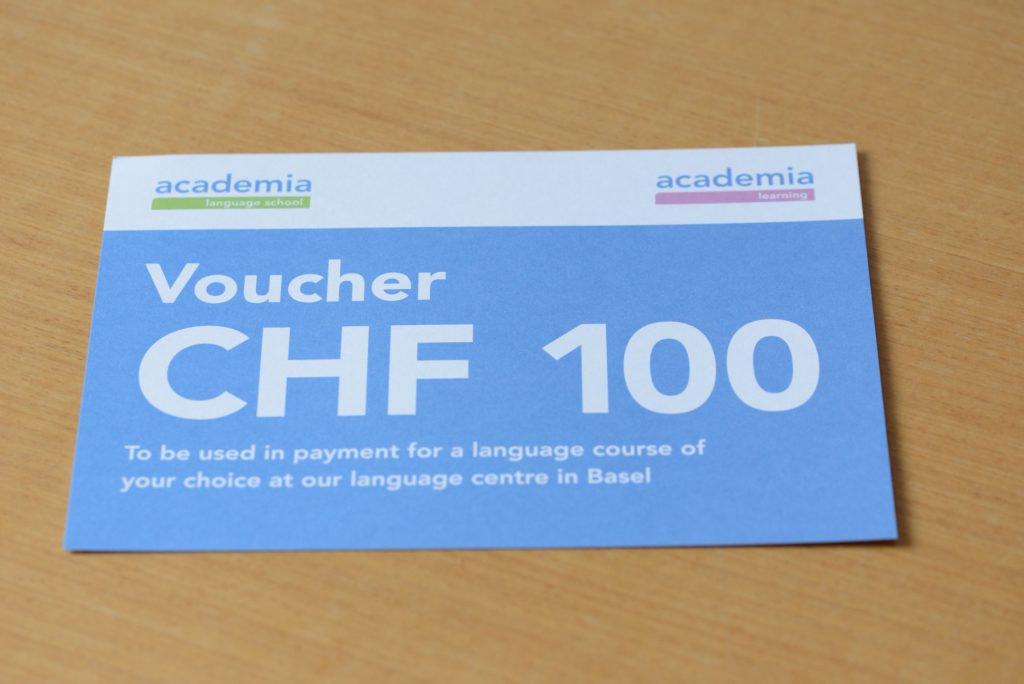 academia
language school
academia
learning
Voucher
CHF 100
To be used in payment for a language course of
your choice at our language centre in Basel